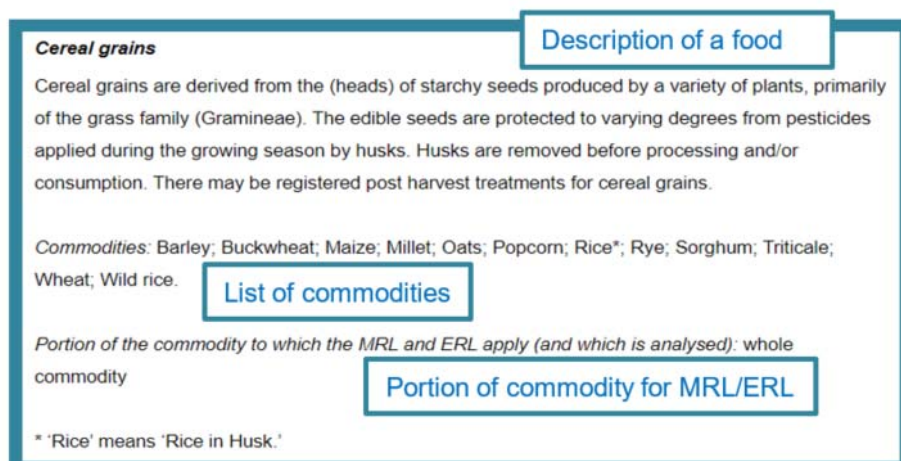 Description of a food
Cereal grains
Cereal grains are derived from the (heads) of starchy seeds produced by a variety of plants, primarily
of the grass family (Gramineae). The edible seeds are protected to varying degrees from pesticides
applied during the growing season by husks. Husks are removed before processing and/or
consumption. There may be registered post harvest treatments for cereal grains.
Commodities: Barley; Buckwheat; Maize; Millet; Oats; Popcorn; Rice*; Rye; Sorghum; Triticale;
Wheat; Wild rice.
List of commodities
Portion of the commodity to which the MRL and ERL apply (and which is analysed): whole
commodity
Portion of commodity for MRL/ERL
* 'Rice' means 'Rice in Husk.'